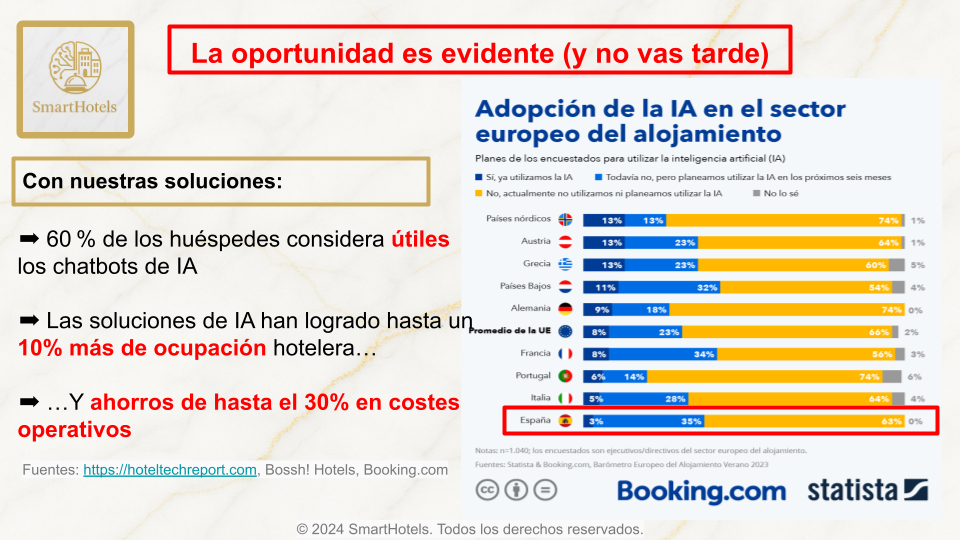 SmartHotels
La oportunidad es evidente (y no vas tarde)
Con nuestras soluciones:
➡ 60 % de los huéspedes considera útiles
los chatbots de IA
➡ Las soluciones de IA han logrado hasta un
10% más de ocupación hotelera…
➡ …Y ahorros de hasta el 30% en costes
operativos
Fuentes: https://hoteltechreport.com, Bossh! Hotels, Booking.com
Adopción de la IA en el sector
europeo del alojamiento
Planes de los encuestados para utilizar la inteligencia artificial (IA)
Sí, ya utilizamos la IA Todavía no, pero planeamos utilizar la IA en los próximos seis meses
No, actualmente no utilizamos ni planeamos utilizar la IA No lo sé
Países nórdicos 13% 13% 74% 1%
Austria 13% 23% 64% 1%
Grecia 13% 23% 60% 5%
Países Bajos 11% 32% 54% 4%
Alemania 9% 18% 74% 0%
Promedio de la UE 8% 23% 66% 2%
Francia 8% 34% 56% 3%
Portugal 6% 14% 74% 6%
Italia 5% 28% 64% 4%
España 3% 35% 63% 0%
Notas: n=1.040; los encuestados son ejecutivos/directivos del sector europeo del alojamiento.
Fuentes: Statista & Booking.com, Barómetro Europeo del Alojamiento Verano 2023
cc Booking.com statista
© 2024 SmartHotels. Todos los derechos reservados.